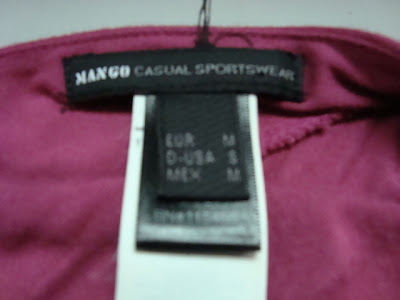 MANGO CASUAL SPORTSWEAR
EUR M
D-USA S
MEX M